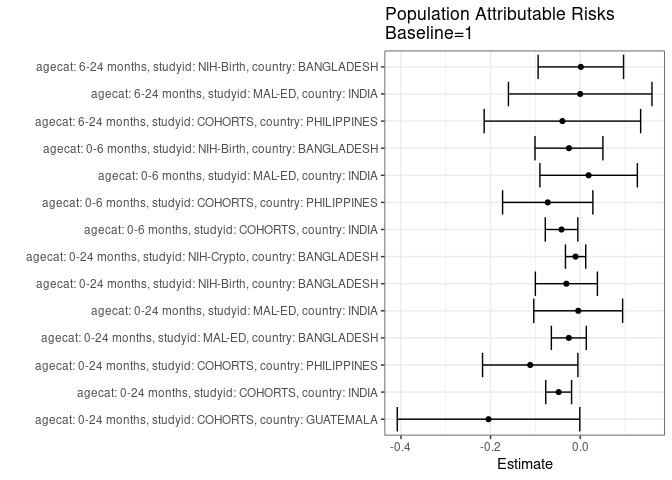 Population Attributable Risks
Baseline=1
agecat: 6-24 months, studyid: NIH-Birth, country: BANGLADESH
agecat: 6-24 months, studyid: MAL-ED, country: INDIA
agecat: 6-24 months, studyid: COHORTS, country: PHILIPPINES
agecat: 0-6 months, studyid: NIH-Birth, country: BANGLADESH
agecat: 0-6 months, studyid: MAL-ED, country: INDIA
agecat: 0-6 months, studyid: COHORTS, country: PHILIPPINES
agecat: 0-6 months, studyid: COHORTS, country: INDIA
agecat: 0-24 months, studyid: NIH-Crypto, country: BANGLADESH
agecat: 0-24 months, studyid: NIH-Birth, country: BANGLADESH
agecat: 0-24 months, studyid: MAL-ED, country: INDIA
agecat: 0-24 months, studyid: MAL-ED, country: BANGLADESH
agecat: 0-24 months, studyid: COHORTS, country: PHILIPPINES
agecat: 0-24 months, studyid: COHORTS, country: INDIA
agecat: 0-24 months, studyid: COHORTS, country: GUATEMALA
-0.4 -0.2 0.0
Estimate